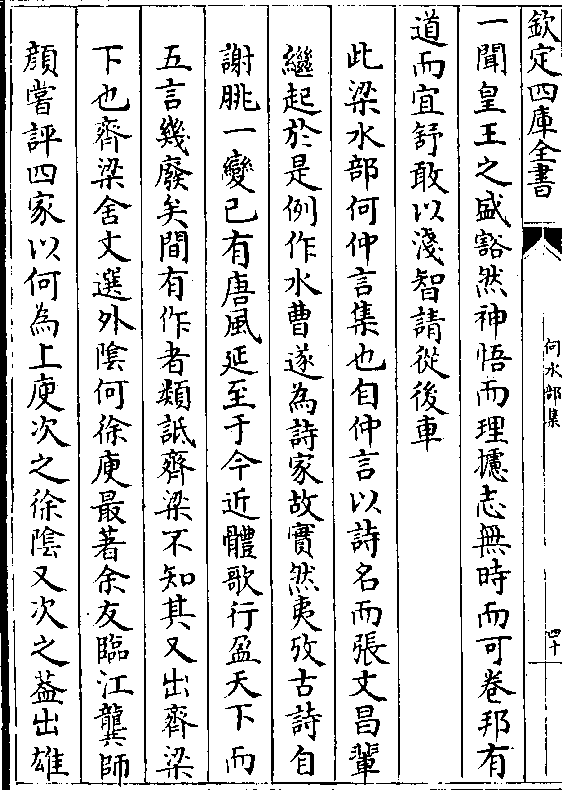 欽定四庫全書
何水部集
四十
一聞皇王之盛豁然神悟而理攄志無時而可卷邦有
道而宜舒敢以淺智請從後車
此梁水部何仲言集也自仲言以詩名而張文昌輩
繼起於是例作水曹遂為詩家故實然夷攷古詩自
謝朓一變已有唐風延至于今近體歌行盈天下而
五言幾廢矣間有作者類詆齊梁不知其又出齊梁
下也齊梁舍文選外陰何徐庾最著余友臨江龔師
顔嘗評四家以何為上庾次之徐陰又次之葢出雄